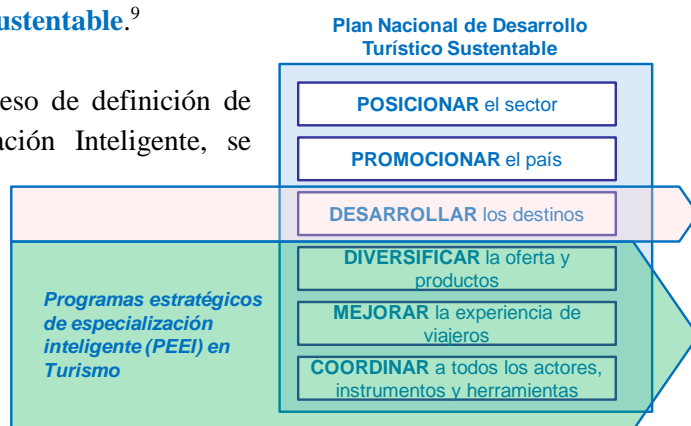 ustentable.⁹
eso de definición de
ación Inteligente, se
Plan Nacional de Desarrollo
Turístico Sustentable
POSICIONAR el sector
PROMOCIONAR el país
DESARROLLAR los destinos
DIVERSIFICAR la oferta y
productos
MEJORAR la experiencia de
viajeros
COORDINAR a todos los actores,
instrumentos y herramientas
Programas estratégicos
de especialización
inteligente (PEEI) en
Turismo